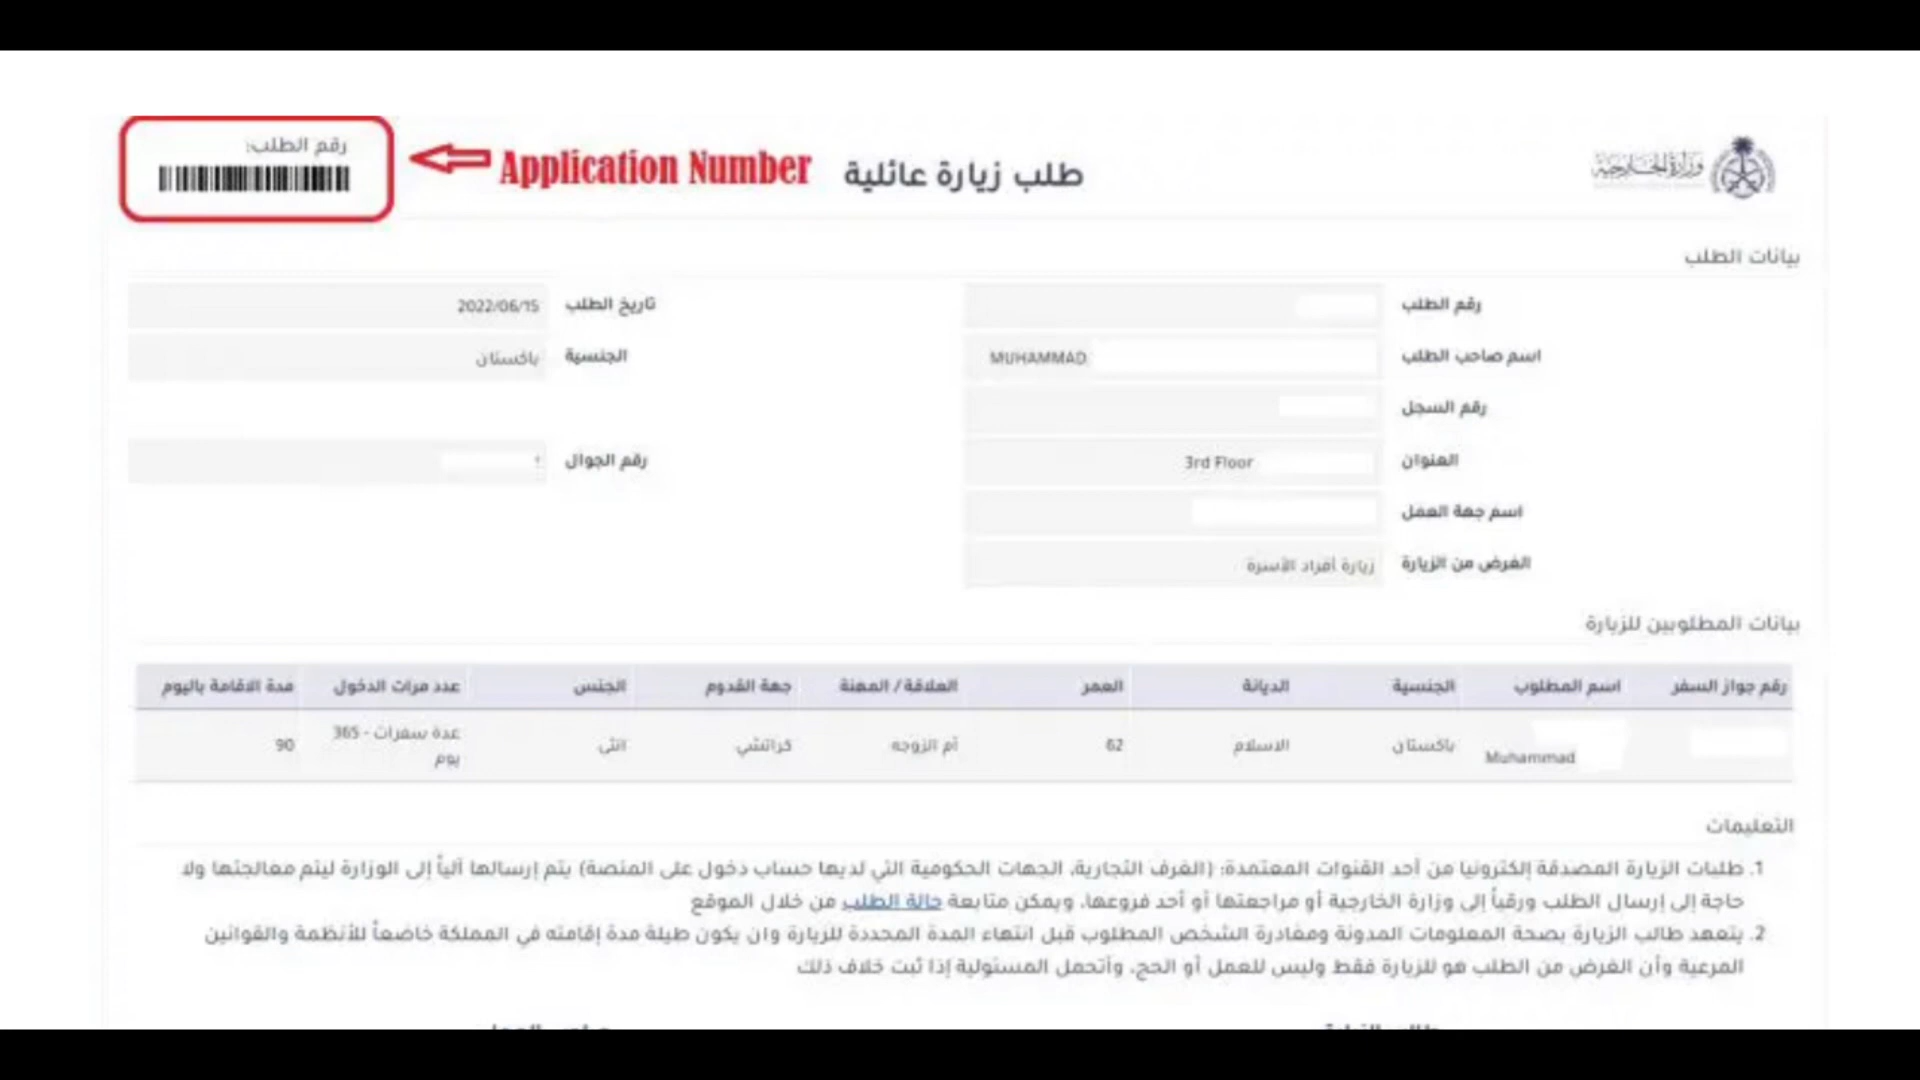 وزارة الخارجية
طلب زيارة عائلية
Application Number
رقم الطلب:
بيانات الطلب
رقم الطلب
تاريخ الطلب 2022/06/15
اسم صاحب الطلب MUHAMMAD
الجنسية باكستان
رقم السجل
العنوان 3rd Floor
رقم الجوال
اسم جهة العمل
الغرض من الزيارة زيارة أفراد الأسرة
بيانات المطلوبين للزيارة
رقم جواز السفر اسم المطلوب الجنسية الديانة العمر العلاقة / المهنة جهة القدوم الجنس عدد مرات الدخول مدة الاقامة باليوم
Muhammad باكستان الاسلام 62 أم الزوجه كراتشي انثى عدة سفرات - 365 يوم 90
التعليمات
1. طلبات الزيارة المصدقة إلكترونيا من أحد القنوات المعتمدة: (الغرف التجارية، الجهات الحكومية التي لديها حساب دخول على المنصة) يتم إرسالها آلياً إلى الوزارة ليتم معالجتها ولا
حاجة إلى إرسال الطلب ورقياً إلى وزارة الخارجية أو مراجعتها أو أحد فروعها، ويمكن متابعة حالة الطلب من خلال الموقع
2. يتعهد طالب الزيارة بصحة المعلومات المدونة ومغادرة الشخص المطلوب قبل انتهاء المدة المحددة للزيارة وان يكون طيلة مدة إقامته في المملكة خاضعاً للأنظمة والقوانين
المرعية وأن الغرض من الطلب هو للزيارة فقط وليس للعمل أو الحج، وأتحمل المسئولية إذا ثبت خلاف ذلك